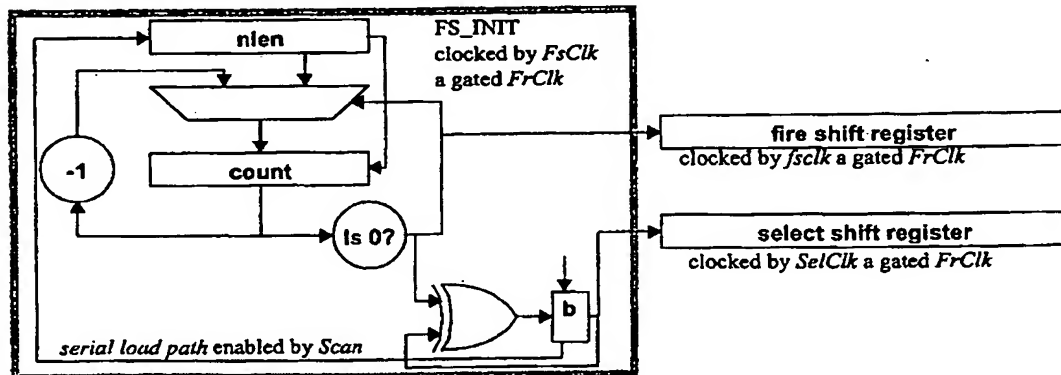 nlen
FS_INIT
clocked by FsClk
a gated FrClk
fire shift register
clocked by fsclk a gated FrClk
-1
count
Is 0?
select shift register
clocked by SelClk a gated FrClk
b
serial load path enabled by Scan